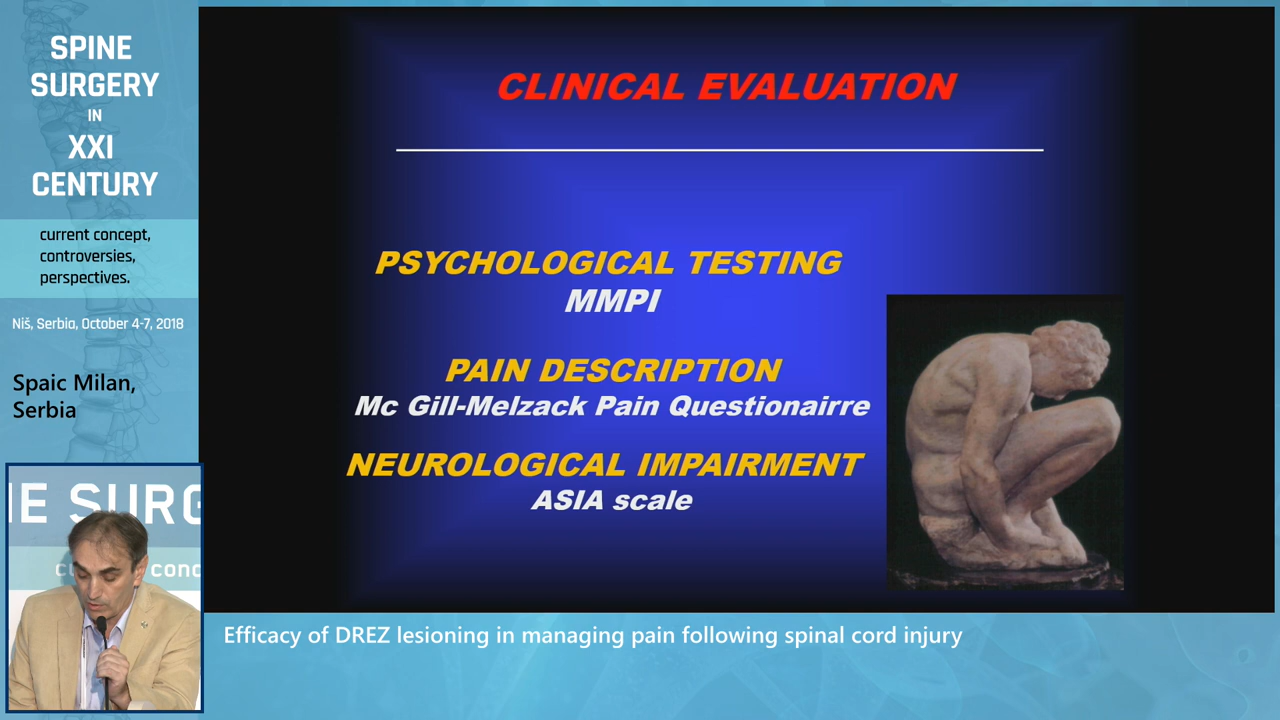 SPINE
SURGERY
IN
XXI
CENTURY
current concept,
controversies,
perspectives.
Niš, Serbia, October 4-7, 2018
Spaic Milan,
Serbia
CLINICAL EVALUATION
PSYCHOLOGICAL TESTING
MMPI
PAIN DESCRIPTION
Mc Gill-Melzack Pain Questionairre
NEUROLOGICAL IMPAIRMENT
ASIA scale
NE SURG
conc
Efficacy of DREZ lesioning in managing pain following spinal cord injury